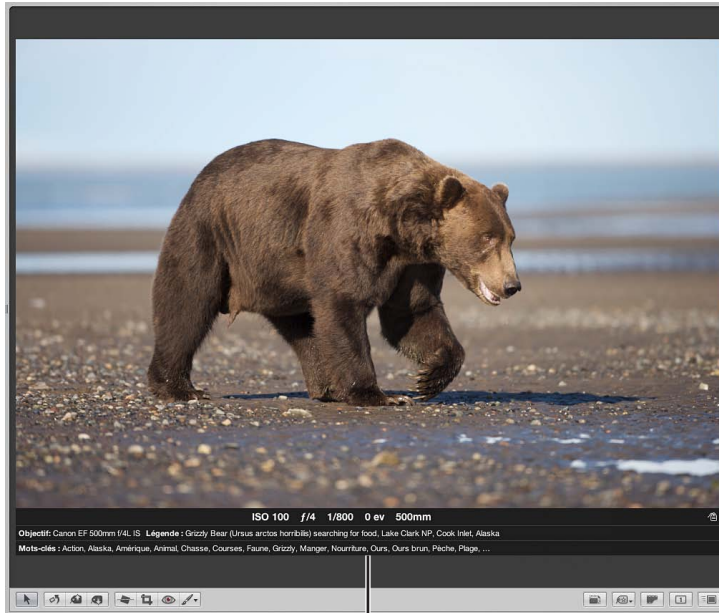 ISO 100 ƒ/4 1/800 0 ev 500mm
Objectif: Canon EF 500mm f/4L IS Légende : Grizzly Bear (Ursus arctos horribilis) searching for food, Lake Clark NP, Cook Inlet, Alaska
Mots-clés : Action, Alaska, Amérique, Animal, Chasse, Courses, Faune, Grizzly, Manger, Nourriture, Ours, Ours brun, Pèche, Plage, …
1